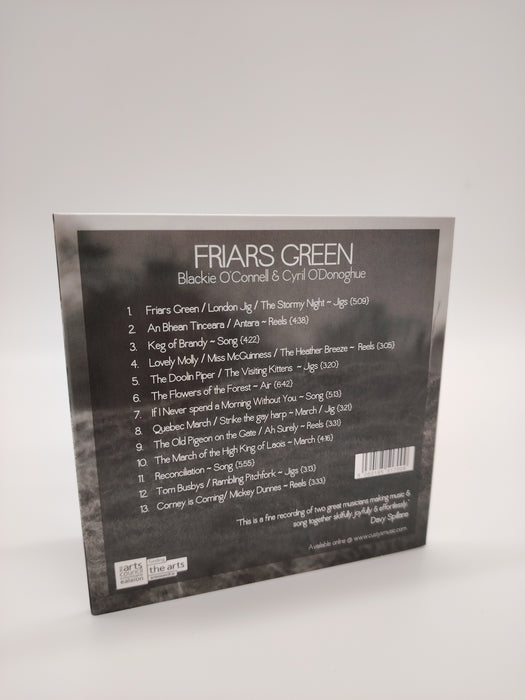 FRIARS GREEN
Blackie O'Connell & Cyril O'Donoghue
1. Friars Green / London Jig / The Stormy Night ~ Jigs (5:09)
2. An Bhean Tinceara / Antara ~ Reels (4:38)
3. Keg of Brandy ~ Song (4:22)
4. Lovely Molly / Miss McGuinness / The Heather Breeze ~ Reels (3:05)
5. The Doolin Piper / The Visiting Kittens ~ Jigs (3:20)
6. The Flowers of the Forest ~ Air (6:42)
7. If I Never spend a Morning Without You ~ Song (5:13)
8. Quebec March / Strike the gay harp ~ March / Jig (3:21)
9. The Old Pigeon on the Gate / Ah Surely ~ Reels (3:31)
10. The March of the High King of Laois ~ March (4:16)
11. Reconciliation ~ Song (5:55)
12. Tom Busbys / Rambling Pitchfork ~ Jigs (3:13)
13. Corney is Coming/ Mickey Dunnes ~ Reels (3:33)
"This is a fine recording of two great musicians making music &
song together skilfully, joyfully & effortlessly."
Davy Spillane
Available online @ www.custysmusic.com
arts
council
ealaíon
funding
the arts